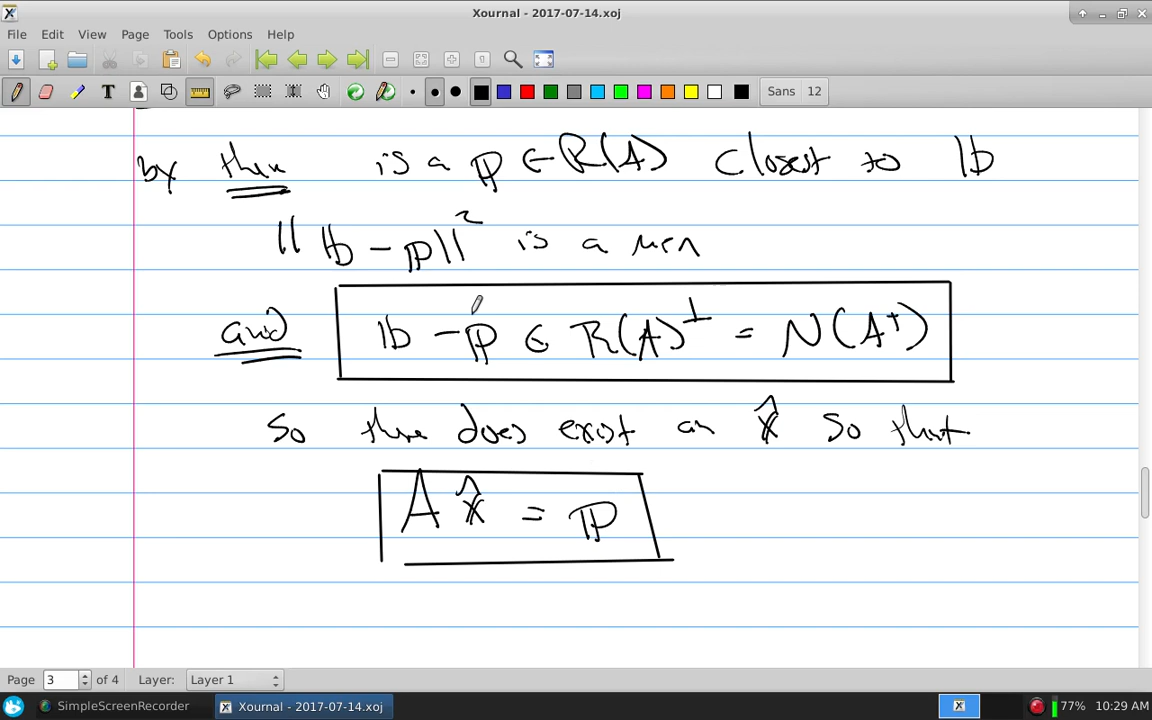 Xournal - 2017-07-14.xoj
File Edit View Page Tools Options Help
Sans 12
by thm is a p ∈ R(A) closest to b
|| b - p ||² is a min
and b - p ∈ R(A)⊥ = N(Aᵀ)
So there does exist an x̂ so that
A x̂ = p
Page 3 of 4 Layer: Layer 1
SimpleScreenRecorder Xournal - 2017-07-14.xoj 77% 10:29 AM